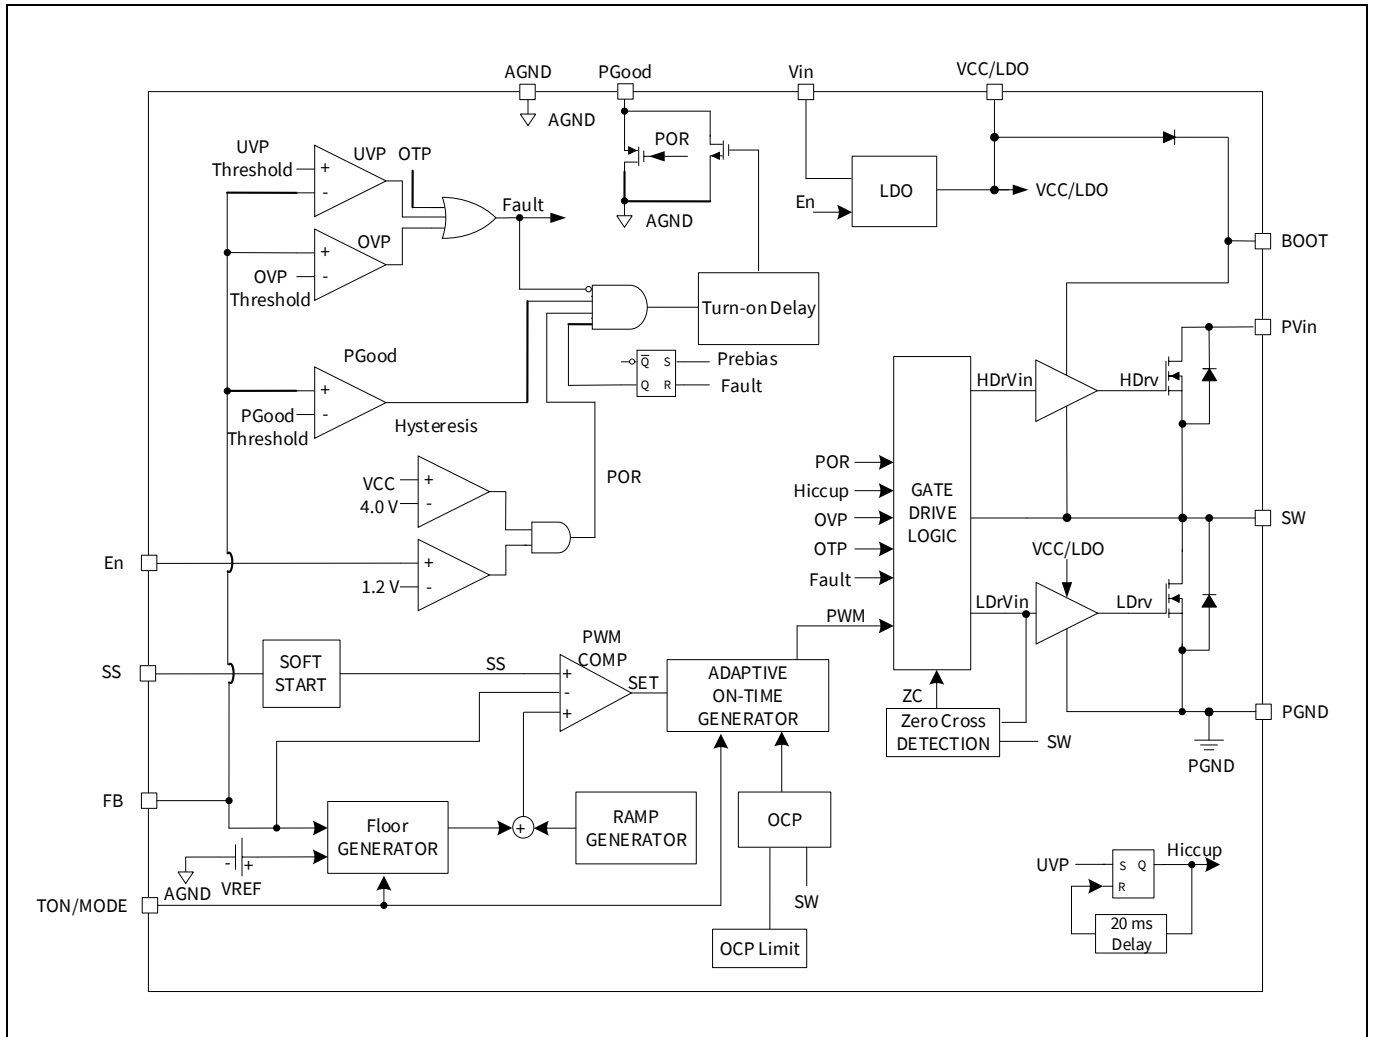 AGND
PGood
Vin
VCC/LDO
AGND
POR
UVP
Threshold
+
-
UVP
OTP
LDO
VCC/LDO
En
Fault
AGND
BOOT
OVP
+
-
OVP
Threshold
Turn-on Delay
PVin
PGood
Q S
Q R
Prebias
Fault
HDrVin
HDrv
+
-
PGood
Threshold
Hysteresis
POR
VCC
4.0 V
+
-
POR
Hiccup
OVP
OTP
Fault
PWM
GATE
DRIVE
LOGIC
SW
En
+
-
1.2 V
VCC/LDO
LDrVin
LDrv
PWM
COMP
SS
SOFT
START
SS
+
-
+
SET
ADAPTIVE
ON-TIME
GENERATOR
ZC
Zero Cross
DETECTION
SW
PGND
PGND
FB
Floor
GENERATOR
+
RAMP
GENERATOR
OCP
- +
AGND
VREF
SW
TON/MODE
OCP Limit
UVP
S Q
R
Hiccup
20 ms
Delay